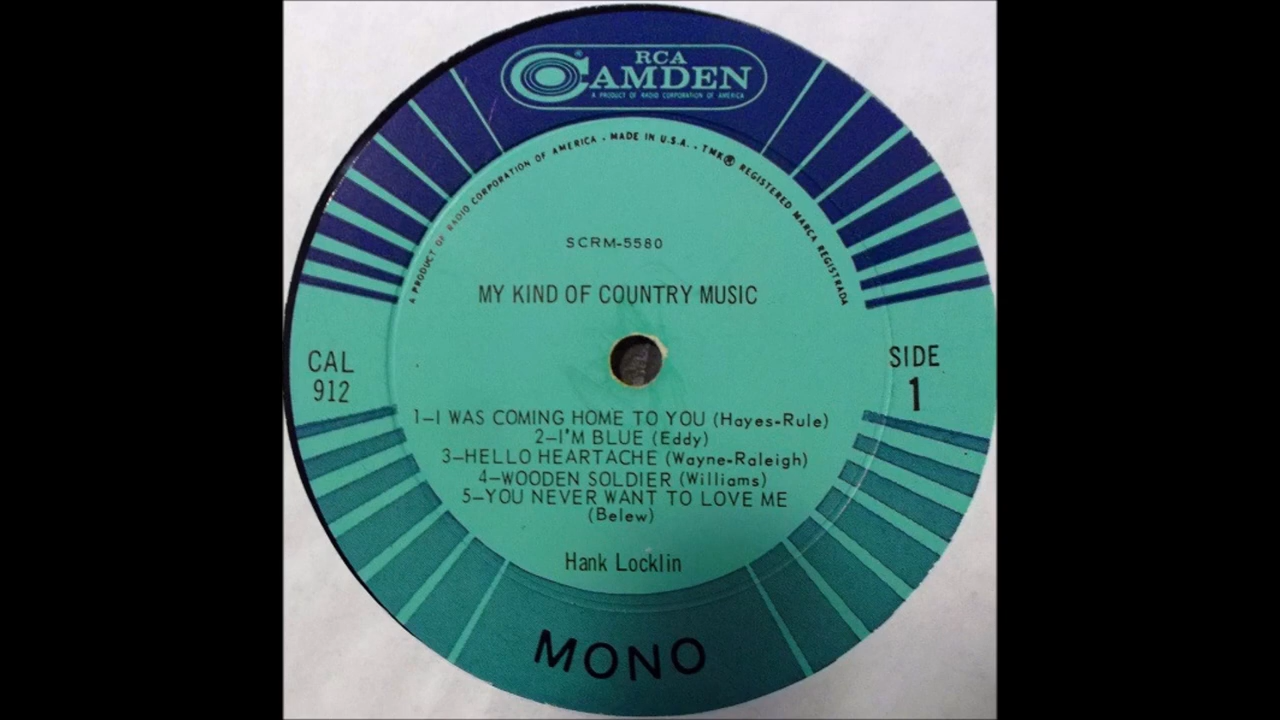 RCA
CAMDEN
A PRODUCT OF RADIO CORPORATION OF AMERICA
A PRODUCT OF RADIO CORPORATION OF AMERICA - MADE IN U.S.A. - TMK ® REGISTERED MARCA REGISTRADA
SCRM-5580
MY KIND OF COUNTRY MUSIC
CAL
912
SIDE
1
1—I WAS COMING HOME TO YOU (Hayes-Rule)
2—I'M BLUE (Eddy)
3—HELLO HEARTACHE (Wayne-Raleigh)
4—WOODEN SOLDIER (Williams)
5—YOU NEVER WANT TO LOVE ME
(Belew)
Hank Locklin
MONO